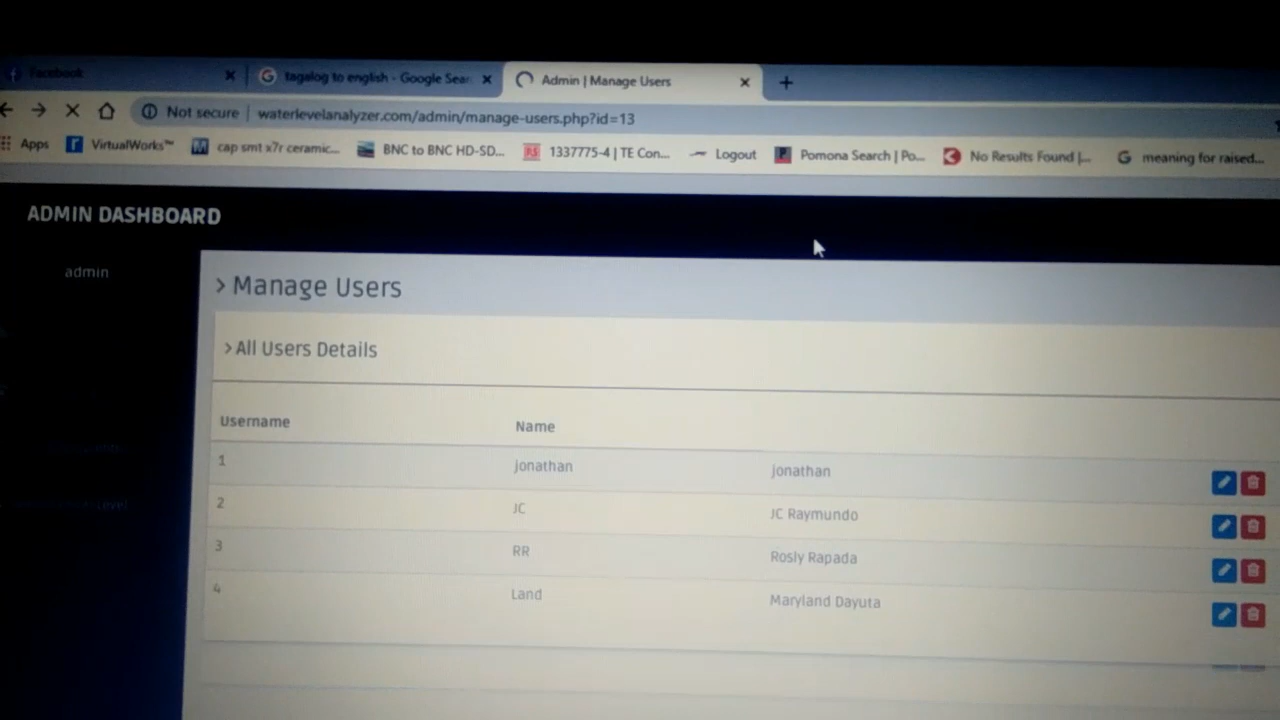 Facebook tagalog to english - Google Sear Admin | Manage Users
Not secure | waterlevelanalyzer.com/admin/manage-users.php?id=13
Apps VirtualWorks™ cap smt x7r ceramic... BNC to BNC HD-SD... 1337775-4 | TE Con... Logout Pomona Search | Po... No Results Found |... meaning for raised...
ADMIN DASHBOARD
admin
> Manage Users
> All Users Details
Username Name
1 jonathan jonathan
2 JC JC Raymundo
3 RR Rosly Rapada
4 Land Maryland Dayuta
Level